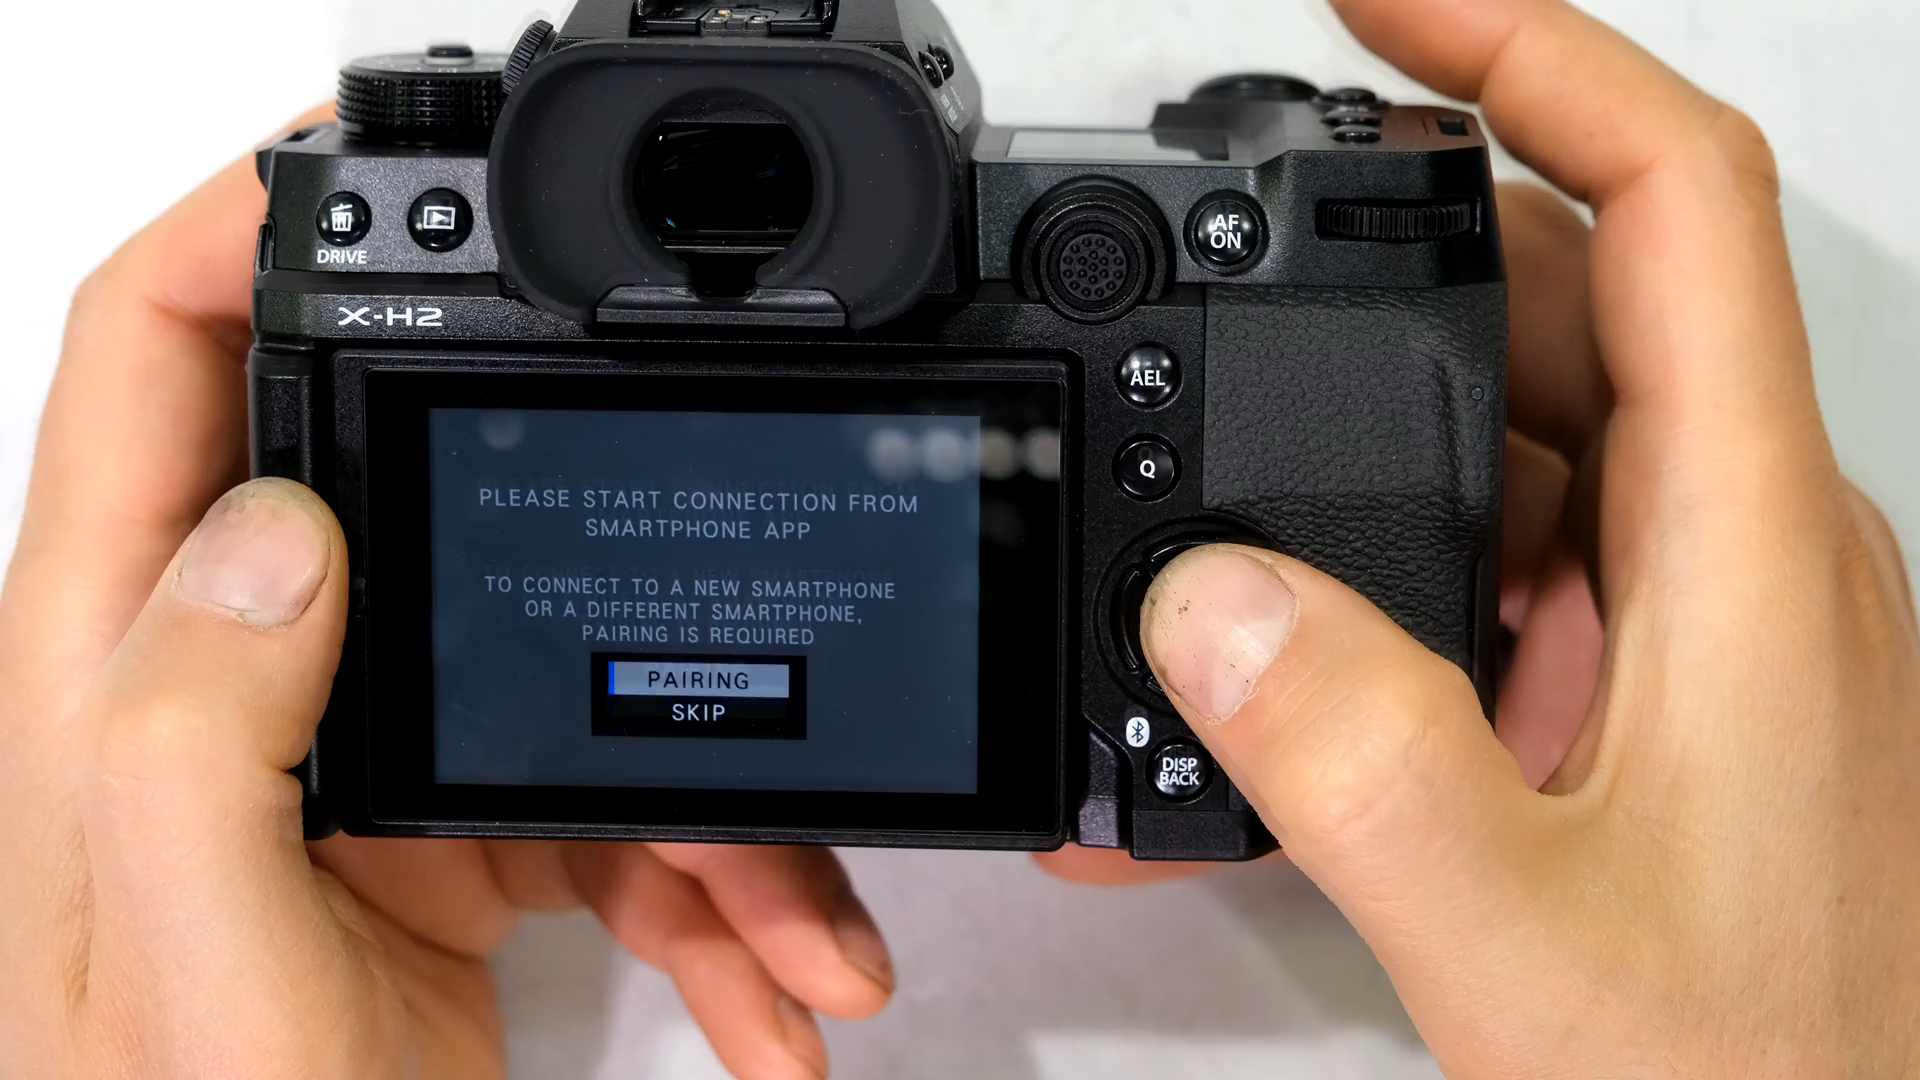 DRIVE
X-H2
AF
ON
AEL
Q
PLEASE START CONNECTION FROM
SMARTPHONE APP
TO CONNECT TO A NEW SMARTPHONE
OR A DIFFERENT SMARTPHONE,
PAIRING IS REQUIRED
PAIRING
SKIP
DISP
BACK